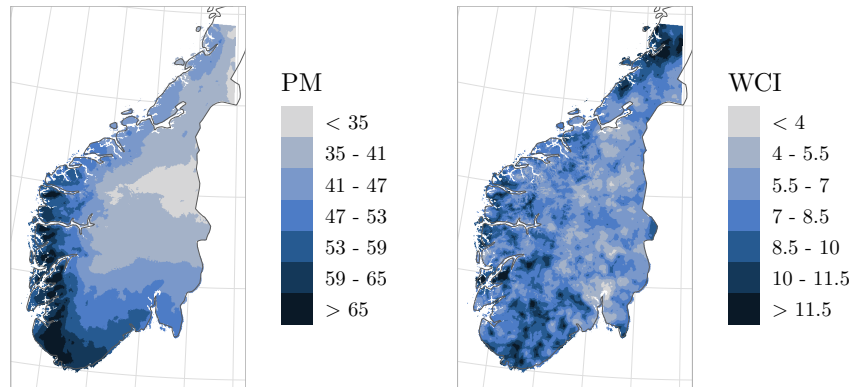 PM
< 35
35 - 41
41 - 47
47 - 53
53 - 59
59 - 65
> 65
WCI
< 4
4 - 5.5
5.5 - 7
7 - 8.5
8.5 - 10
10 - 11.5
> 11.5